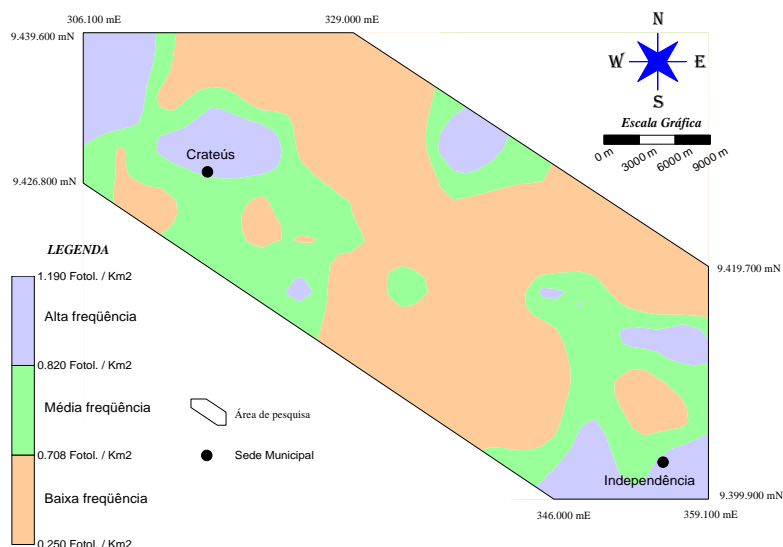 306.100 mE
329.000 mE
9.439.600 mN
N
W E
S
Escala Gráfica
0 m 3000 m 6000 m 9000 m
Crateús
9.426.800 mN
LEGENDA
1.190 Fotol. / Km2
Alta freqüência
0.820 Fotol. / Km2
Média freqüência
0.708 Fotol. / Km2
Baixa freqüência
0.250 Fotol. / Km2
Área de pesquisa
Sede Municipal
9.419.700 mN
Independência
9.399.900 mN
346.000 mE
359.100 mE